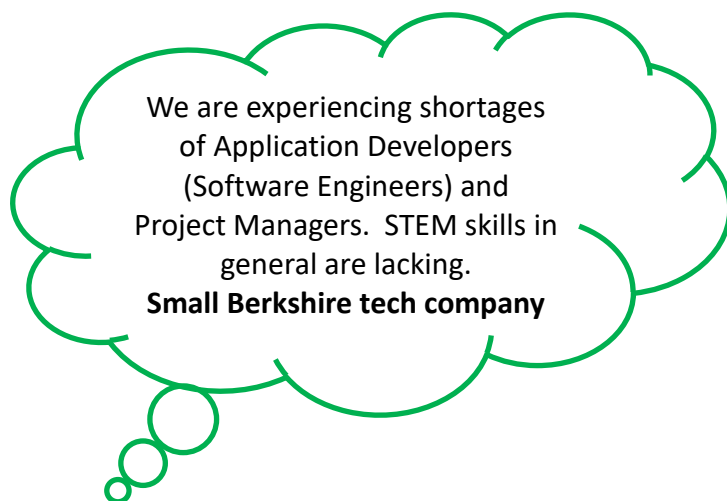 We are experiencing shortages
of Application Developers
(Software Engineers) and
Project Managers.  STEM skills in
general are lacking.
Small Berkshire tech company